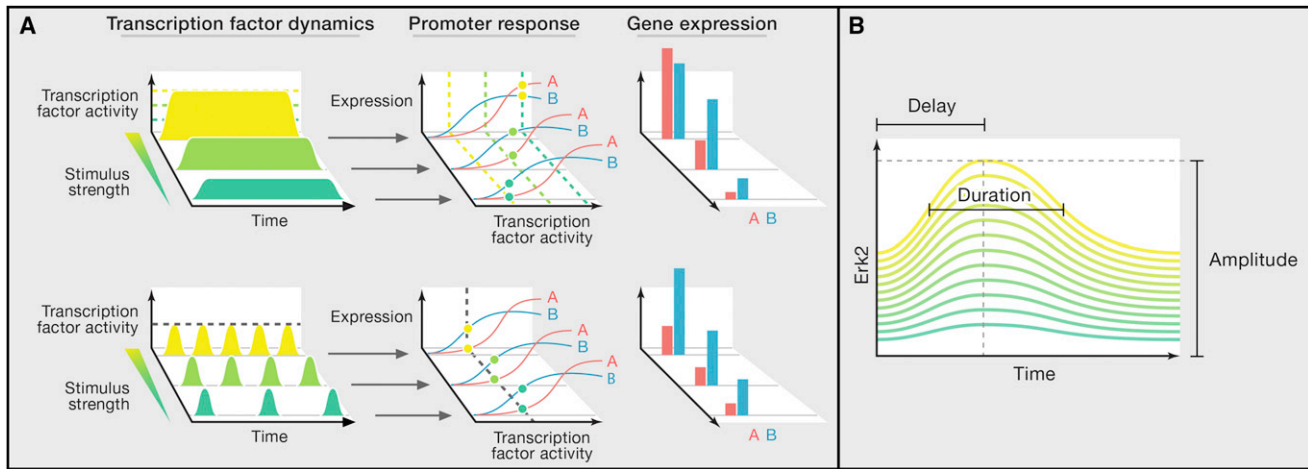 A
Transcription factor dynamics
Promoter response
Gene expression
Transcription
factor activity
Stimulus
strength
Time
Expression
A
B
A
B
A
B
Transcription
factor activity
A B
Transcription
factor activity
Stimulus
strength
Time
Expression
A
B
A
B
A
B
Transcription
factor activity
A B
B
Delay
Duration
Amplitude
Erk2
Time